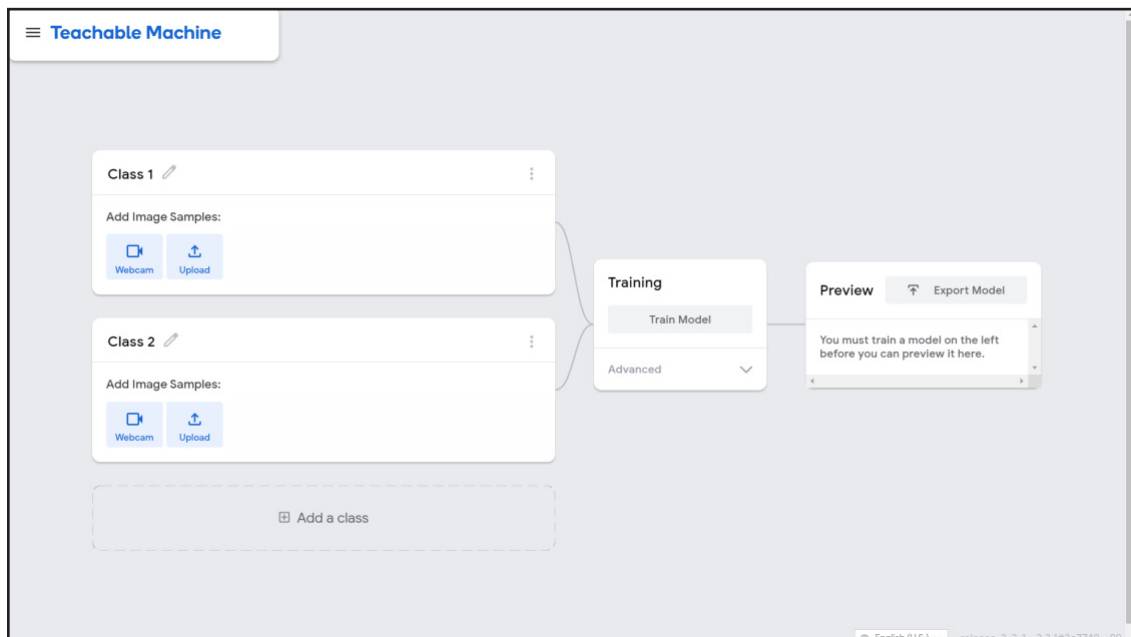 Teachable Machine
Class 1
Add Image Samples:
Webcam
Upload
Class 2
Add Image Samples:
Webcam
Upload
Add a class
Training
Train Model
Advanced
Preview
Export Model
You must train a model on the left
before you can preview it here.